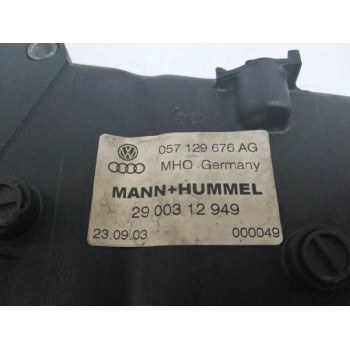 057 129 676 AG
MHO Germany
MANN+HUMMEL
29 003 12 949
23.09.03 000049